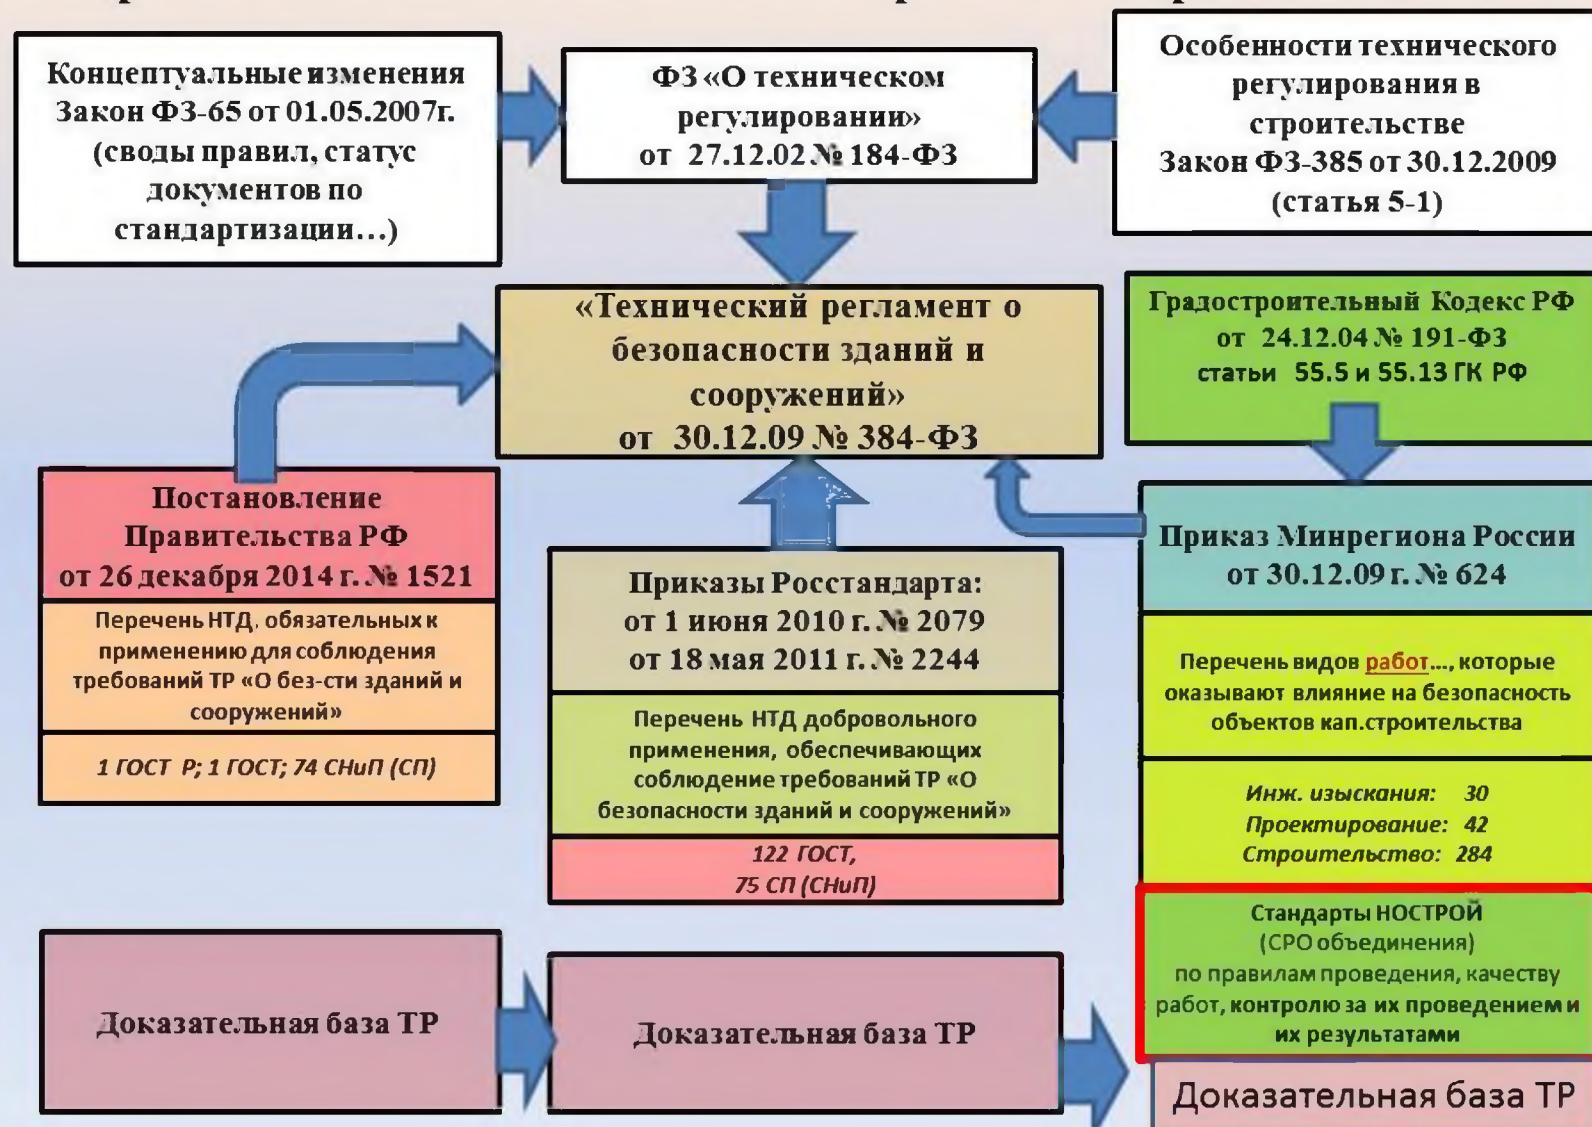 Концептуальные изменения
Закон ФЗ-65 от 01.05.2007г.
(своды правил, статус
документов по
стандартизации...)
ФЗ «О техническом
регулировании»
от 27.12.02 № 184-ФЗ
Особенности технического
регулирования в
строительстве
Закон ФЗ-385 от 30.12.2009
(статья 5-1)
«Технический регламент о
безопасности зданий и
сооружений»
от 30.12.09 № 384-ФЗ
Градостроительный Кодекс РФ
от 24.12.04 № 191-ФЗ
статьи 55.5 и 55.13 ГК РФ
Постановление
Правительства РФ
от 26 декабря 2014 г. № 1521
Перечень НТД, обязательных к
применению для соблюдения
требований ТР «О без-сти зданий и
сооружений»
1 ГОСТ Р; 1 ГОСТ; 74 СНиП (СП)
Приказы Росстандарта:
от 1 июня 2010 г. № 2079
от 18 мая 2011 г. № 2244
Перечень НТД добровольного
применения, обеспечивающих
соблюдение требований ТР «О
безопасности зданий и сооружений»
122 ГОСТ,
75 СП (СНиП)
Приказ Минрегиона России
от 30.12.09 г. № 624
Перечень видов работ..., которые
оказывают влияние на безопасность
объектов кап.строительства
Инж. изыскания: 30
Проектирование: 42
Строительство: 284
Стандарты НОСТРОЙ
(СРО объединения)
по правилам проведения, качеству
работ, контролю за их проведением и
их результатами
Доказательная база ТР
Доказательная база ТР
Доказательная база ТР